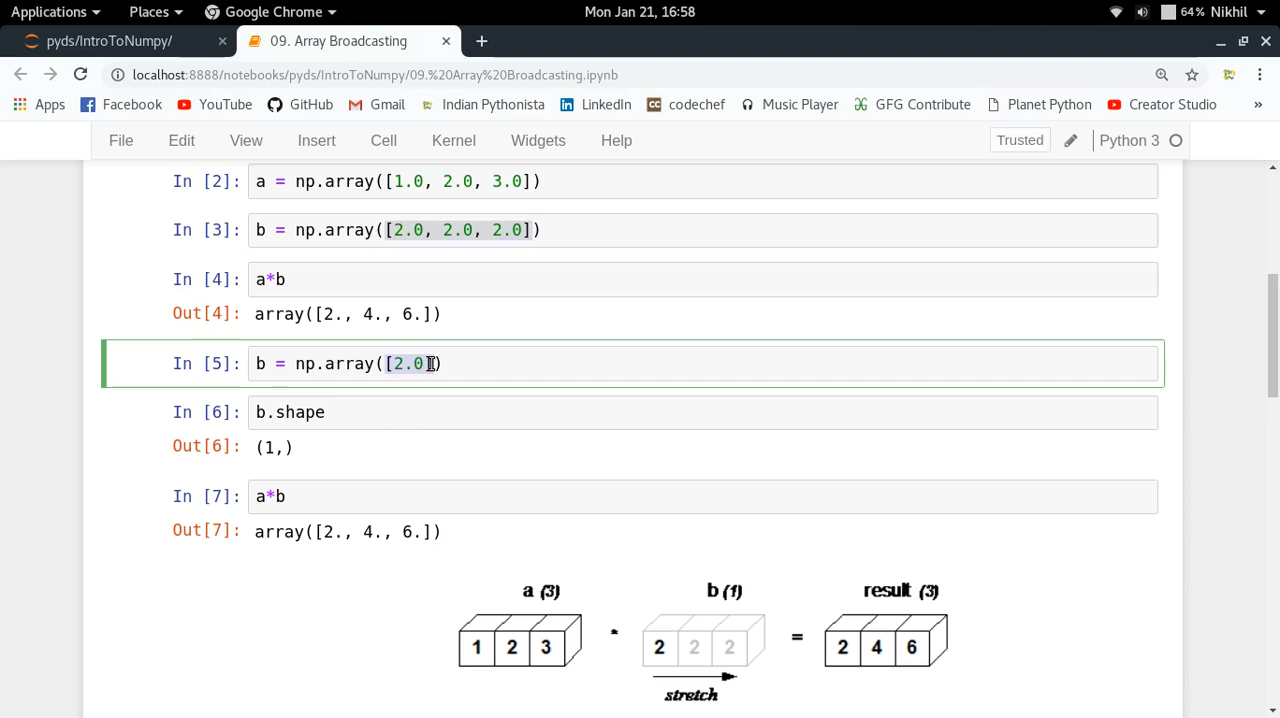 Applications Places Google Chrome Mon Jan 21, 16:58 64% Nikhil
pyds/IntroToNumpy/ × 09. Array Broadcasting × +
localhost:8888/notebooks/pyds/IntroToNumpy/09.%20Array%20Broadcasting.ipynb
Apps Facebook YouTube GitHub Gmail Indian Pythonista LinkedIn CC codechef Music Player GFG Contribute Planet Python Creator Studio »
File Edit View Insert Cell Kernel Widgets Help Trusted Python 3
In [2]: a = np.array([1.0, 2.0, 3.0])
In [3]: b = np.array([2.0, 2.0, 2.0])
In [4]: a*b
Out[4]: array([2., 4., 6.])
In [5]: b = np.array([2.0])
In [6]: b.shape
Out[6]: (1,)
In [7]: a*b
Out[7]: array([2., 4., 6.])
a (3) b (1) result (3)
1 2 3 * 2 2 2 = 2 4 6
stretch